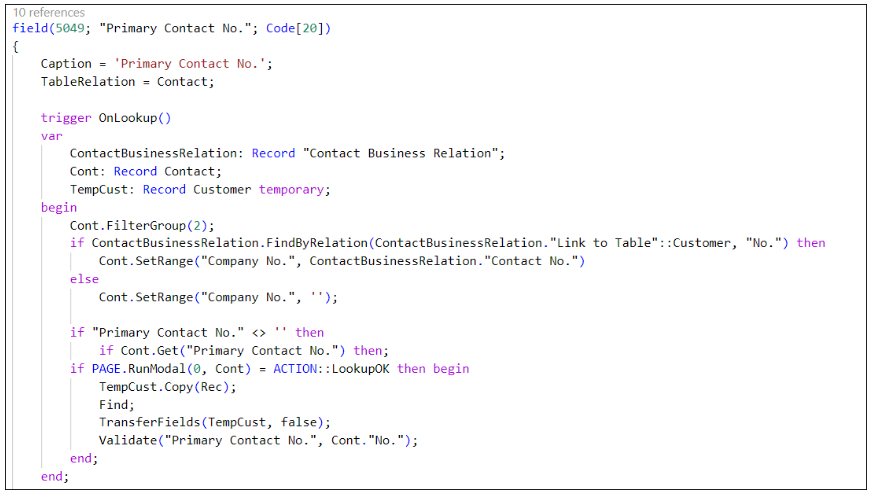 10 references
field(5049; "Primary Contact No."; Code[20])
{
Caption = 'Primary Contact No.';
TableRelation = Contact;
trigger OnLookup()
var
ContactBusinessRelation: Record "Contact Business Relation";
Cont: Record Contact;
TempCust: Record Customer temporary;
begin
Cont.FilterGroup(2);
if ContactBusinessRelation.FindByRelation(ContactBusinessRelation."Link to Table"::Customer, "No.") then
Cont.SetRange("Company No.", ContactBusinessRelation."Contact No.")
else
Cont.SetRange("Company No.", '');
if "Primary Contact No." <> '' then
if Cont.Get("Primary Contact No.") then;
if PAGE.RunModal(0, Cont) = ACTION::LookupOK then begin
TempCust.Copy(Rec);
Find;
TransferFields(TempCust, false);
Validate("Primary Contact No.", Cont."No.");
end;
end;